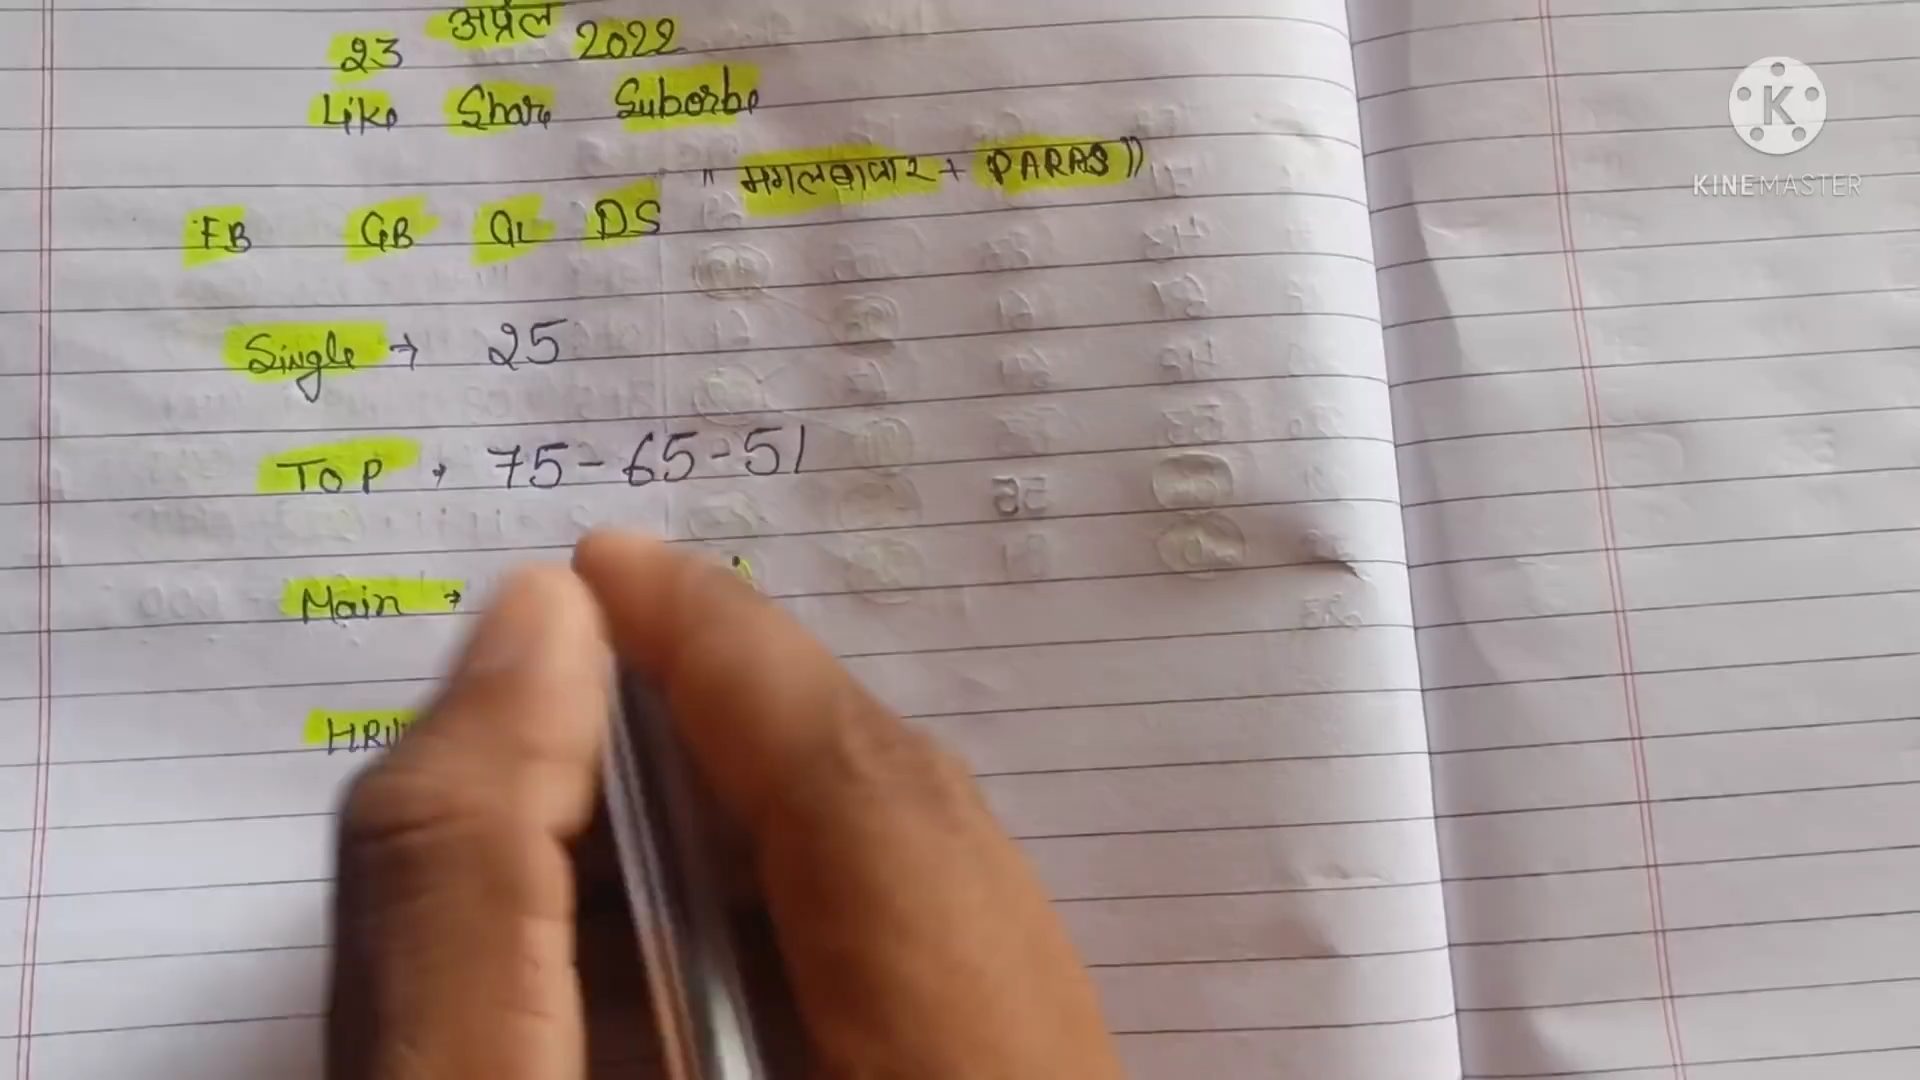 23 अप्रैल 2022
Like Share Suborbe
" मगलबाजार + PARAS "
FB GB GL DS
Single → 25
TOP → 75-65-51
Main →
KINEMASTER